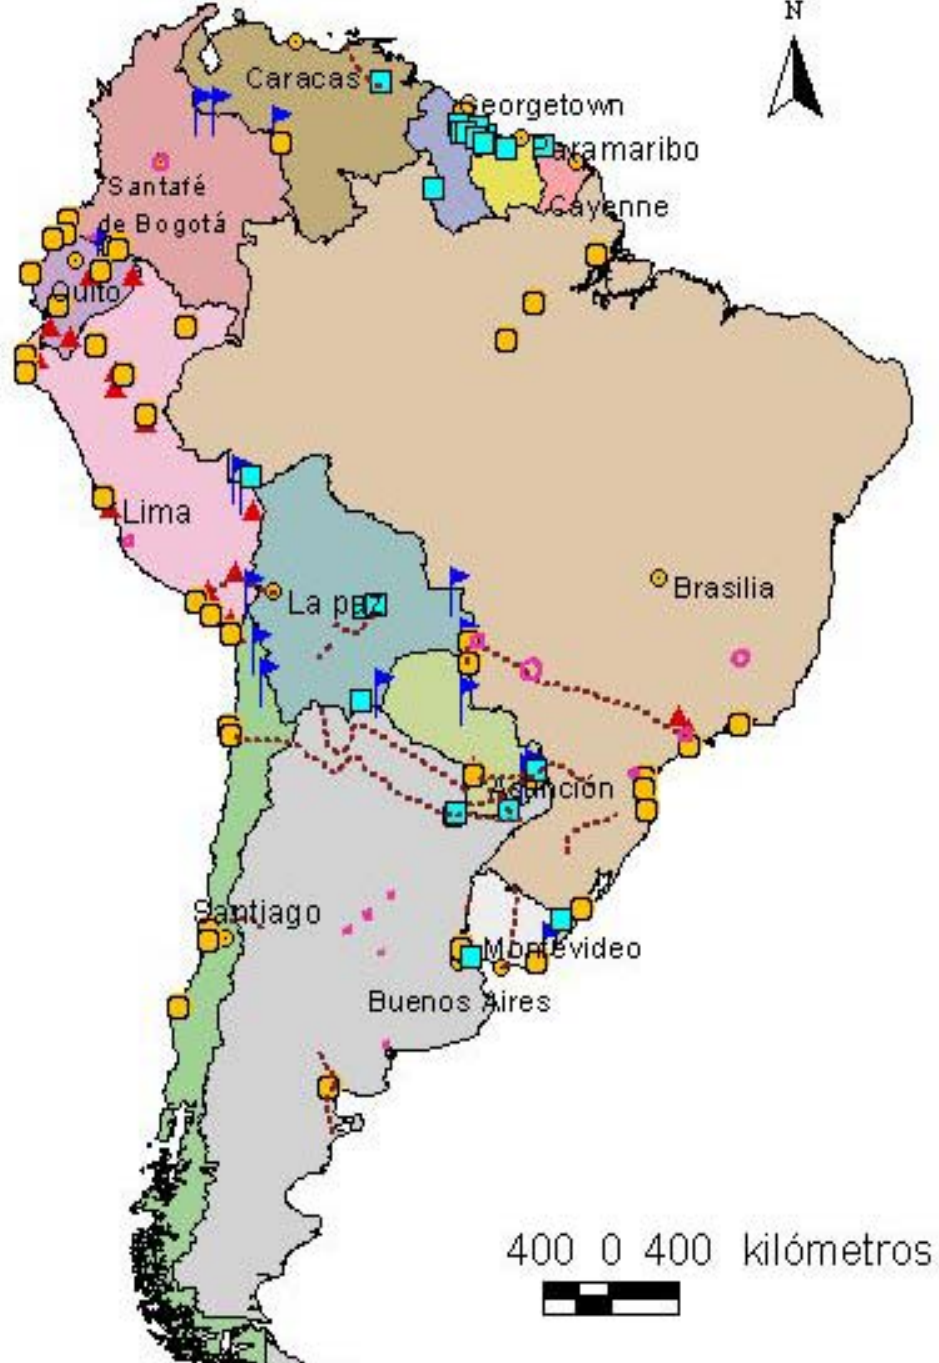 N
Caracas
Georgetown
Paramaribo
Cayenne
Santafé
de Bogotá
Quito
Lima
La paz
Brasilia
Asunción
Santiago
Montevideo
Buenos Aires
400 0 400 kilómetros